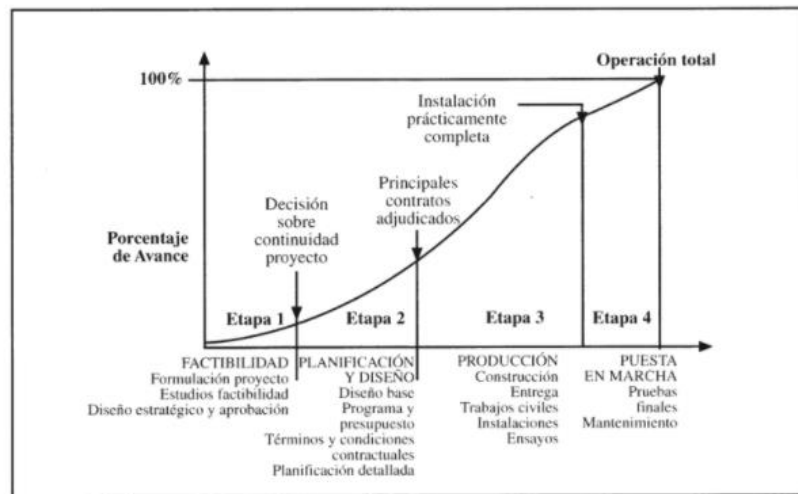 Operación total
100%
Instalación
prácticamente
completa
Principales
contratos
adjudicados
Decisión
sobre
continuidad
proyecto
Porcentaje
de Avance
Etapa 1
Etapa 2
Etapa 3
Etapa 4
FACTIBILIDAD
Formulación proyecto
Estudios factibilidad
Diseño estratégico y aprobación
PLANIFICACIÓN
Y DISEÑO
Diseño base
Programa y
presupuesto
Términos y condiciones
contractuales
Planificación detallada
PRODUCCIÓN
Construcción
Entrega
Trabajos civiles
Instalaciones
Ensayos
PUESTA
EN MARCHA
Pruebas
finales
Mantenimiento